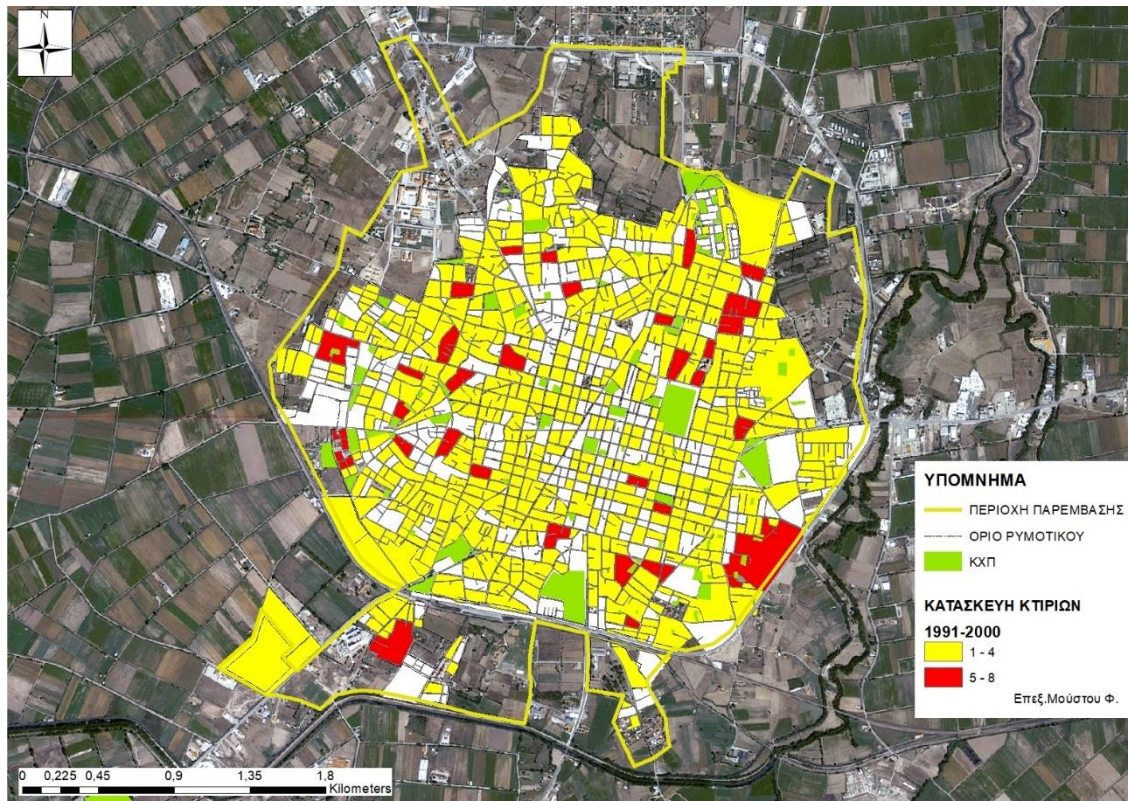 N
ΥΠΟΜΝΗΜΑ
ΠΕΡΙΟΧΗ ΠΑΡΕΜΒΑΣΗΣ
ΟΡΙΟ ΡΥΜΟΤΙΚΟΥ
ΚΧΠ
ΚΑΤΑΣΚΕΥΗ ΚΤΙΡΙΩΝ
1991-2000
1 - 4
5 - 8
Επεξ.Μούστου Φ.
0 0,225 0,45 0,9 1,35 1,8
Kilometers